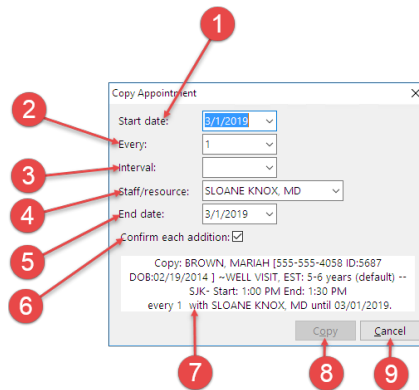 1
Copy Appointment
2
Start date: 3/1/2019
Every: 1
3
Interval:
4
Staff/resource: SLOANE KNOX, MD
End date: 3/1/2019
5
Confirm each addition:
6
Copy: BROWN, MARIAH [555-555-4058 ID:5687
DOB:02/19/2014 ] ~WELL VISIT, EST: 5-6 years (default) --
SJK- Start: 1:00 PM End: 1:30 PM
every 1 with SLOANE KNOX, MD until 03/01/2019.
Copy Cancel
7 8 9